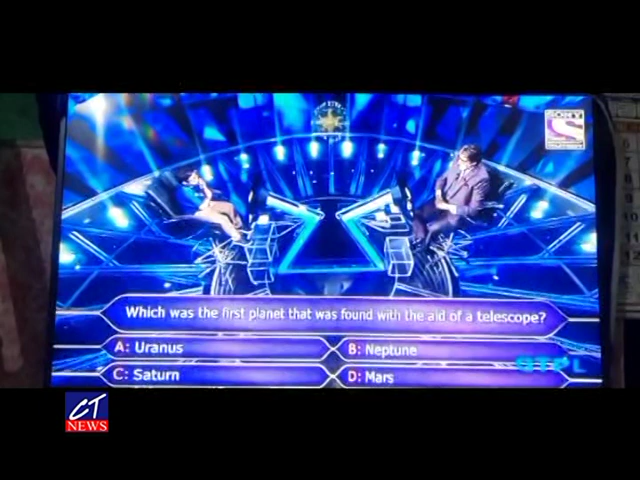 SONY
Which was the first planet that was found with the aid of a telescope?
A: Uranus
B: Neptune
C: Saturn
D: Mars
GTPL
CT
NEWS